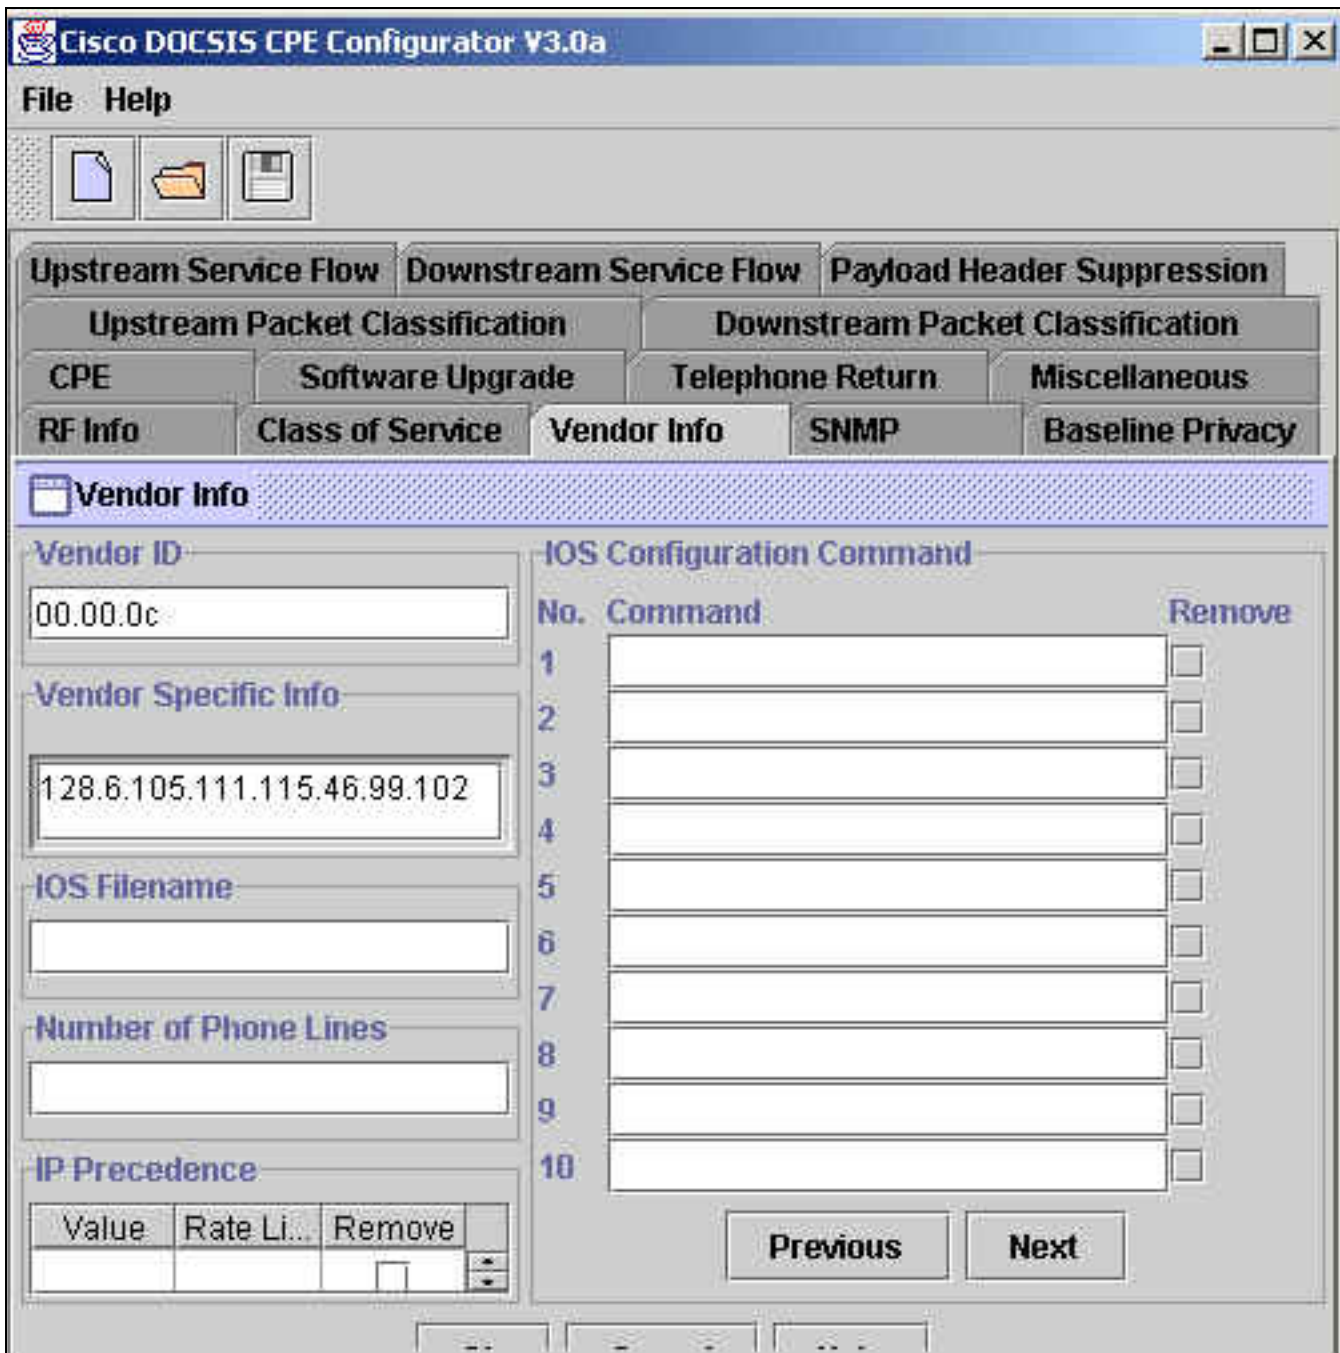 Cisco DOCSIS CPE Configurator V3.0a
File Help
Upstream Service Flow Downstream Service Flow Payload Header Suppression
Upstream Packet Classification Downstream Packet Classification
CPE Software Upgrade Telephone Return Miscellaneous
RF Info Class of Service Vendor Info SNMP Baseline Privacy
Vendor Info
Vendor ID
00.00.0c
Vendor Specific Info
128.6.105.111.115.46.99.102
IOS Filename
Number of Phone Lines
IP Precedence
Value Rate Li... Remove
IOS Configuration Command
No. Command Remove
1
2
3
4
5
6
7
8
9
10
Previous Next